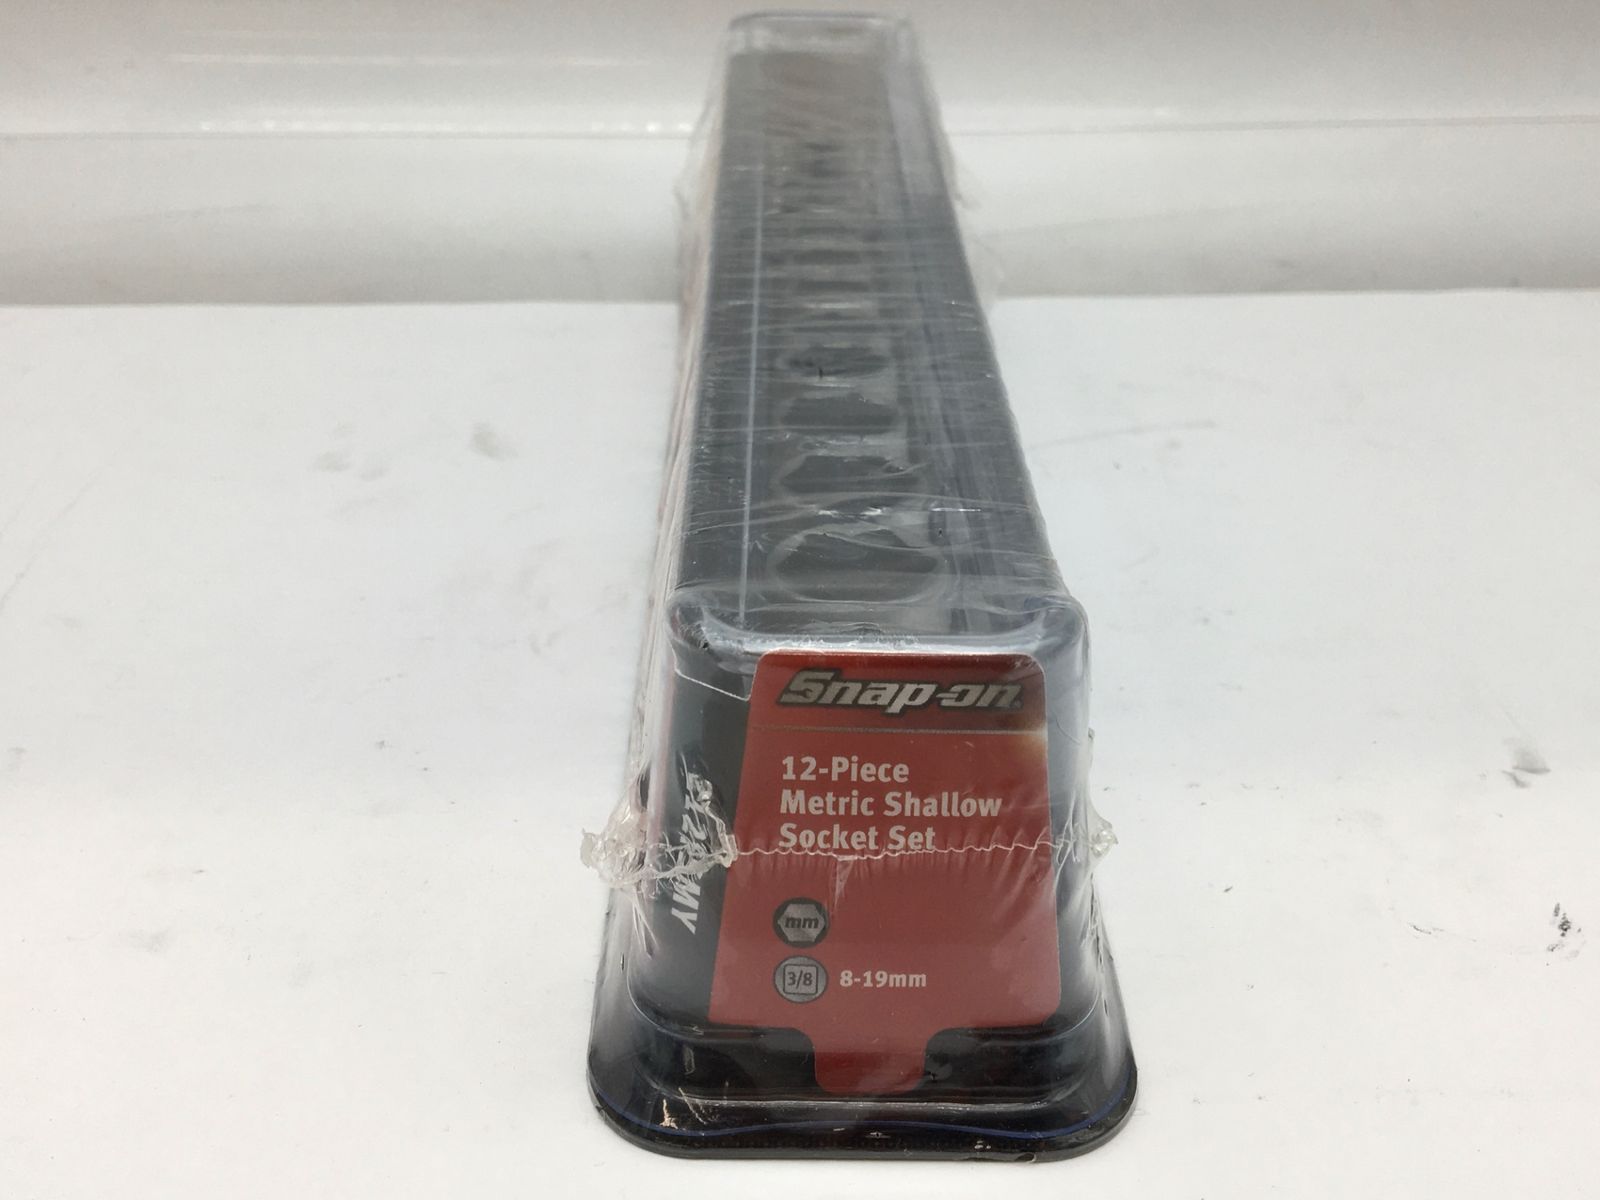 Snap-on
12-Piece
Metric Shallow
Socket Set
mm
3/8 8-19mm